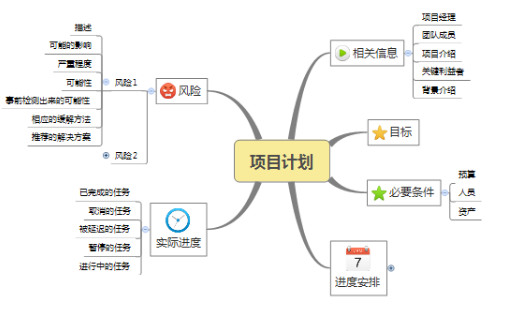 项目计划
相关信息
项目经理
团队成员
项目介绍
关键利益者
背景介绍
目标
必要条件
预算
人员
资产
7
进度安排
风险
风险1
描述
可能的影响
严重程度
可能性
事前检测出来的可能性
相应的缓解方法
推荐的解决方案
风险2
实际进度
已完成的任务
取消的任务
被延迟的任务
暂停的任务
进行中的任务